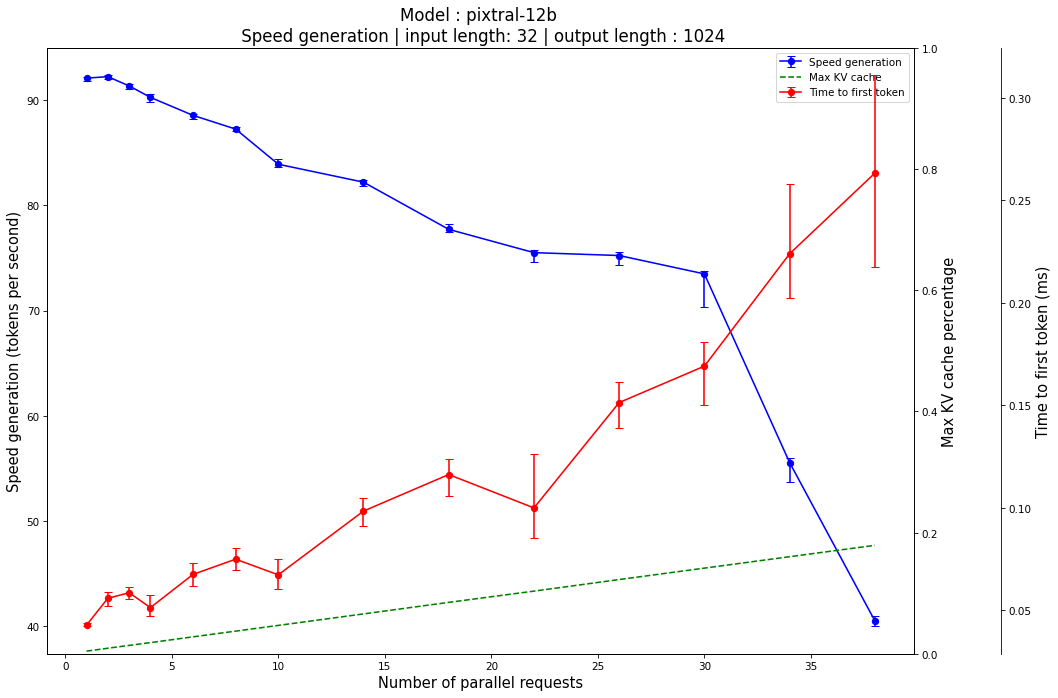 Model : pixtral-12b
Speed generation | input length: 32 | output length : 1024
Speed generation
Max KV cache
Time to first token
Speed generation (tokens per second)
90
80
70
60
50
40
1.0
0.8
0.6
0.4
0.2
0.0
Max KV cache percentage
0.30
0.25
0.20
0.15
0.10
0.05
Time to first token (ms)
0
5
10
15
20
25
30
35
Number of parallel requests